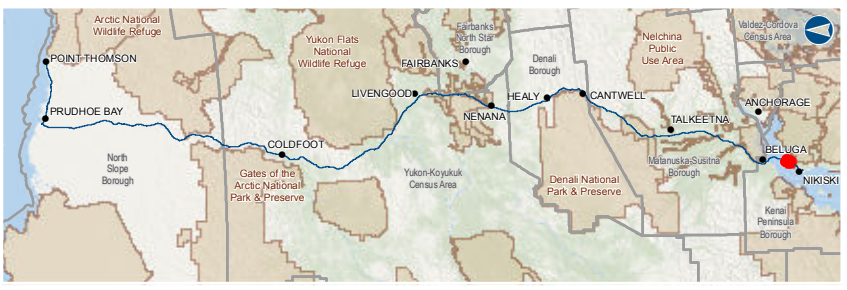 Arctic National
Wildlife Refuge
POINT THOMSON
PRUDHOE BAY
North
Slope
Borough
COLDFOOT
Gates of the
Arctic National
Park & Preserve
Yukon Flats
National
Wildlife Refuge
LIVENGOOD
FAIRBANKS
Fairbanks
North Star
Borough
NENANA
Yukon-Koyukuk
Census Area
Denali
Borough
HEALY
CANTWELL
Denali National
Park & Preserve
Nelchina
Public
Use Area
TALKEETNA
Matanuska-Susitna
Borough
Valdez-Cordova
Census Area
ANCHORAGE
BELUGA
NIKISKI
Kenai
Peninsula
Borough